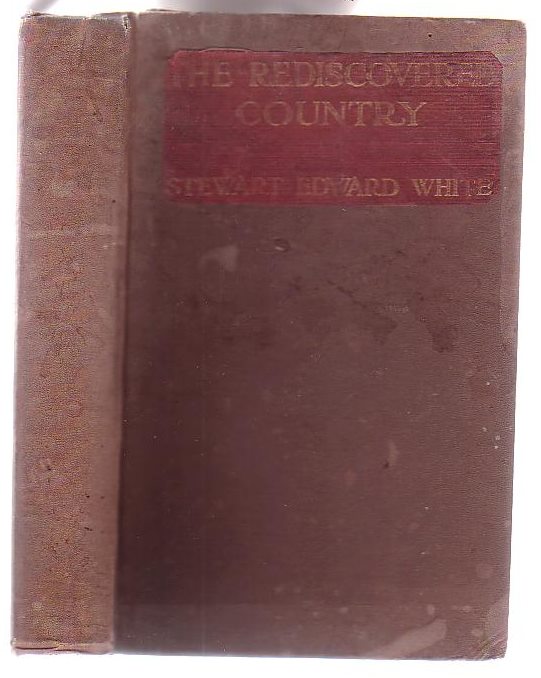 THE REDISCOVERED
COUNTRY
STEWART EDWARD WHITE